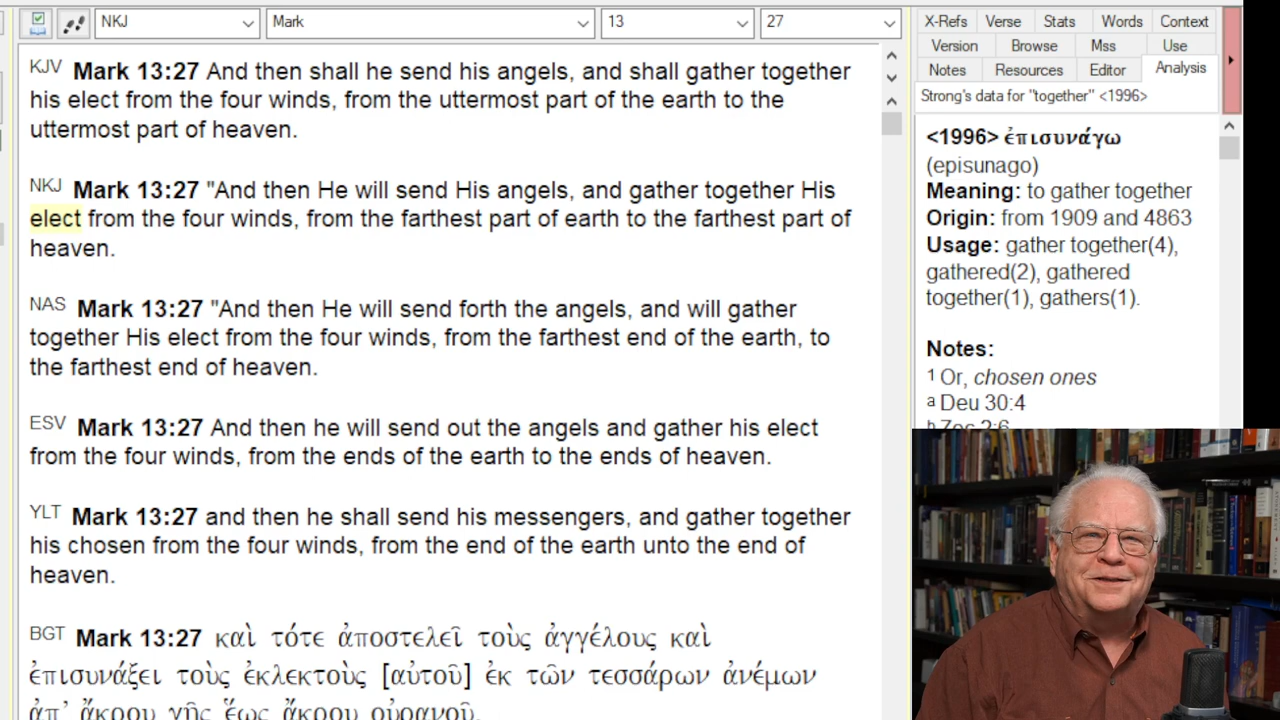 NKJ Mark 13 27
KJV Mark 13:27 And then shall he send his angels, and shall gather together
his elect from the four winds, from the uttermost part of the earth to the
uttermost part of heaven.
NKJ Mark 13:27 "And then He will send His angels, and gather together His
elect from the four winds, from the farthest part of earth to the farthest part of
heaven.
NAS Mark 13:27 "And then He will send forth the angels, and will gather
together His elect from the four winds, from the farthest end of the earth, to
the farthest end of heaven.
ESV Mark 13:27 And then he will send out the angels and gather his elect
from the four winds, from the ends of the earth to the ends of heaven.
YLT Mark 13:27 and then he shall send his messengers, and gather together
his chosen from the four winds, from the end of the earth unto the end of
heaven.
BGT Mark 13:27 καὶ τότε ἀποστελεῖ τοὺς ἀγγέλους καὶ
ἐπισυνάξει τοὺς ἐκλεκτοὺς [αὐτοῦ] ἐκ τῶν τεσσάρων ἀνέμων
ἀπ’ ἄκρου γῆς ἕως ἄκρου οὐρανοῦ.
X-Refs Verse Stats Words Context
Version Browse Mss Use
Notes Resources Editor Analysis
Strong's data for "together" <1996>
<1996> ἐπισυνάγω
(episunago)
Meaning: to gather together
Origin: from 1909 and 4863
Usage: gather together(4),
gathered(2), gathered
together(1), gathers(1).
Notes:
1 Or, chosen ones
a Deu 30:4
b Zec 2:6